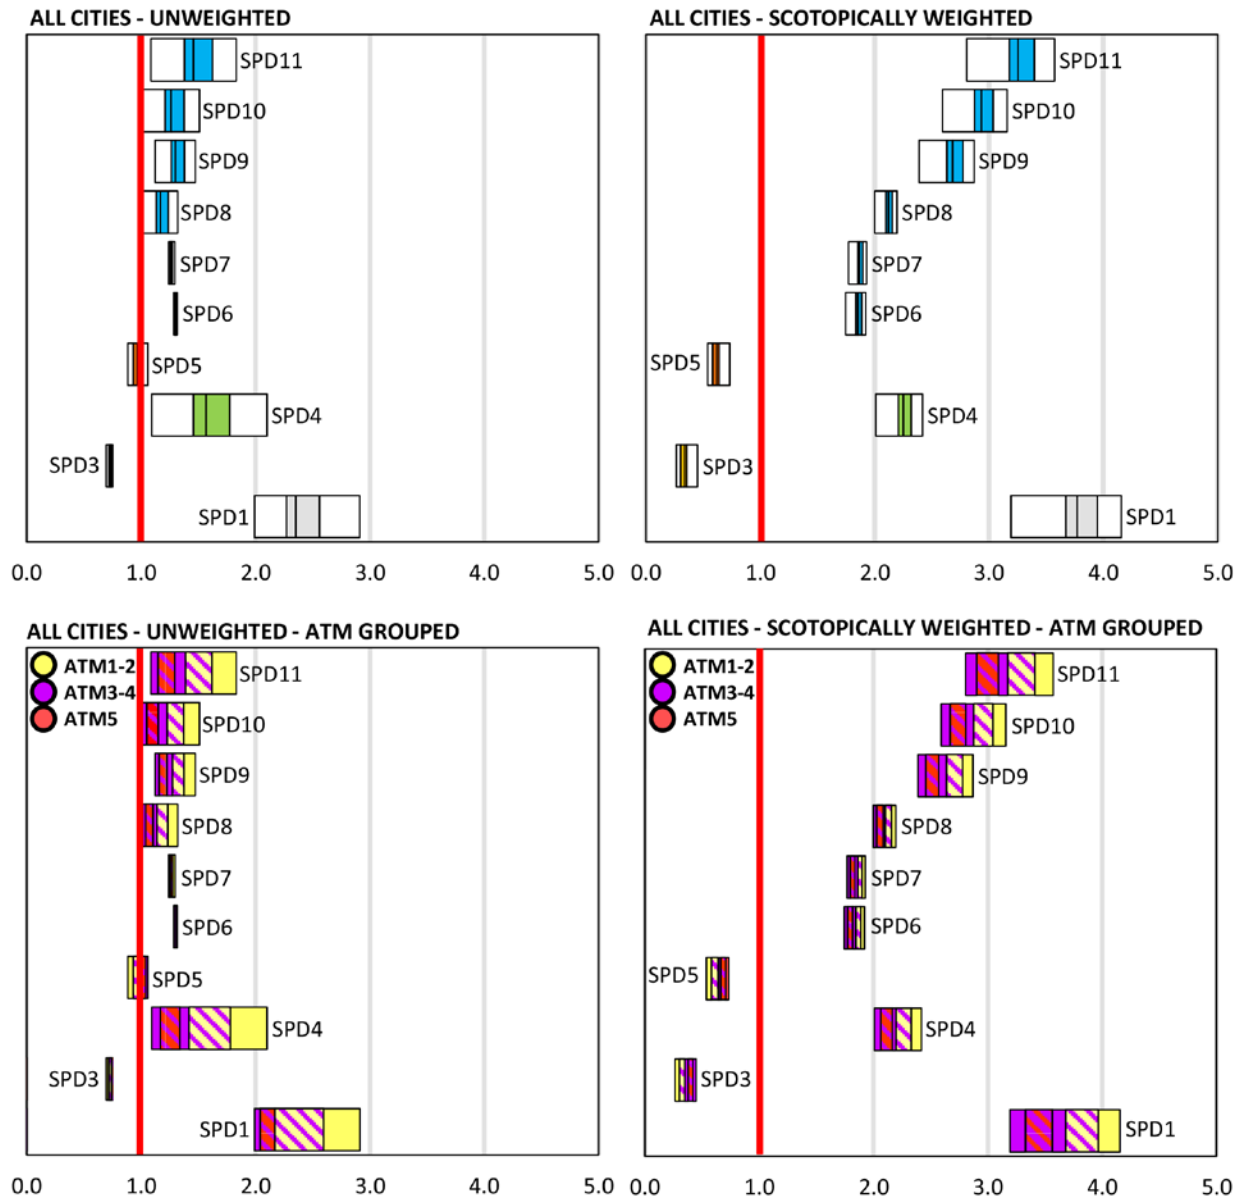 ALL CITIES - UNWEIGHTED
SPD11
SPD10
SPD9
SPD8
SPD7
SPD6
SPD5
SPD4
SPD3
SPD1
0.0 1.0 2.0 3.0 4.0 5.0
ALL CITIES - SCOTOPICALLY WEIGHTED
SPD11
SPD10
SPD9
SPD8
SPD7
SPD6
SPD5
SPD4
SPD3
SPD1
0.0 1.0 2.0 3.0 4.0 5.0
ALL CITIES - UNWEIGHTED - ATM GROUPED
ATM1-2
ATM3-4
ATM5
SPD11
SPD10
SPD9
SPD8
SPD7
SPD6
SPD5
SPD4
SPD3
SPD1
0.0 1.0 2.0 3.0 4.0 5.0
ALL CITIES - SCOTOPICALLY WEIGHTED - ATM GROUPED
ATM1-2
ATM3-4
ATM5
SPD11
SPD10
SPD9
SPD8
SPD7
SPD6
SPD5
SPD4
SPD3
SPD1
0.0 1.0 2.0 3.0 4.0 5.0